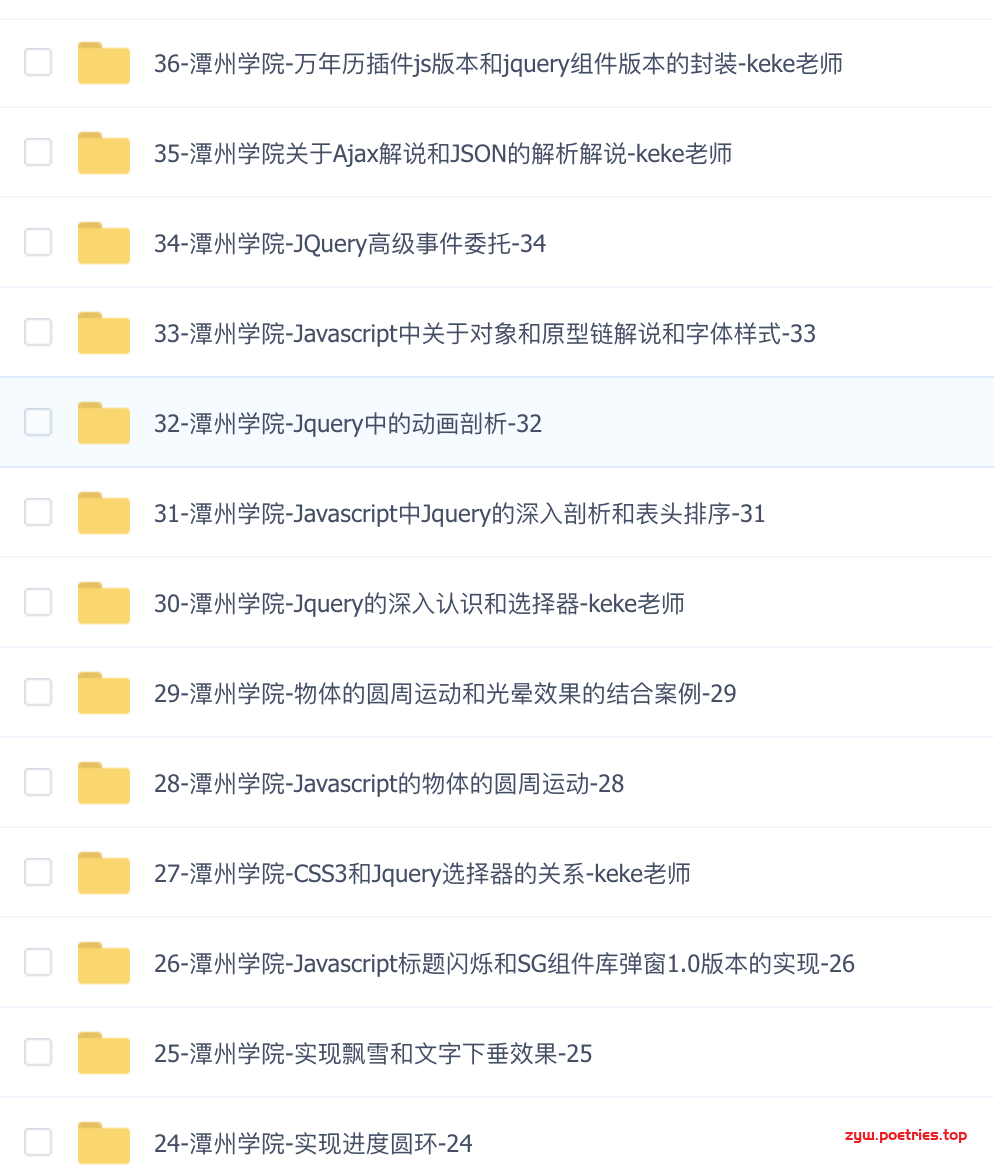 36-潭州学院-万年历插件js版本和jquery组件版本的封装-keke老师
35-潭州学院关于Ajax解说和JSON的解析解说-keke老师
34-潭州学院-JQuery高级事件委托-34
33-潭州学院-Javascript中关于对象和原型链解说和字体样式-33
32-潭州学院-Jquery中的动画剖析-32
31-潭州学院-Javascript中Jquery的深入剖析和表头排序-31
30-潭州学院-Jquery的深入认识和选择器-keke老师
29-潭州学院-物体的圆周运动和光晕效果的结合案例-29
28-潭州学院-Javascript的物体的圆周运动-28
27-潭州学院-CSS3和Jquery选择器的关系-keke老师
26-潭州学院-Javascript标题闪烁和SG组件库弹窗1.0版本的实现-26
25-潭州学院-实现飘雪和文字下垂效果-25
24-潭州学院-实现进度圆环-24
zyw.poetries.top